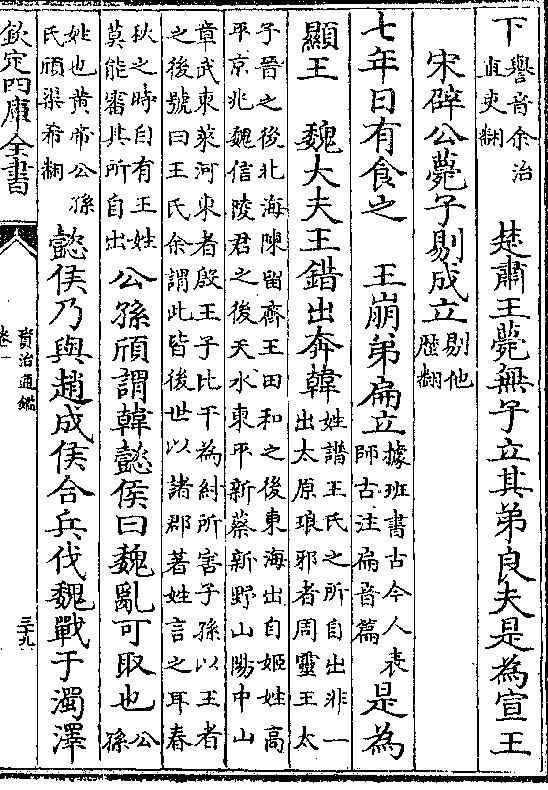 下譽音余治直吏翻 楚肅王薨無子立其弟良夫是為宣王
宋辟公薨子剔成立剔他歴翻
七年日有食之 王崩弟扁立據班書古今人表師古注扁音篇是為
顯王 魏大夫王錯出奔韓姓譜王氏之所自出非一出太原琅邪者周靈王太
子晉之後北海陳留齊王田和之後東海出自姬姓高平京兆魏信陵君之後天水東平新蔡新野山陽中山
章武東萊河東者殷王子比干為紂所害子孫以王者之後號曰王氏余謂此皆後世以諸郡著姓言之耳春
秋之時自有王姓莫能審其所自出 公孫頎謂韓懿侯曰魏亂可取也公孫
姓也黄帝公孫氏頎渠希翻 懿侯乃與趙成侯合兵伐魏戰于濁澤
欽定四庫全書
資治通鑑
卷一
三九